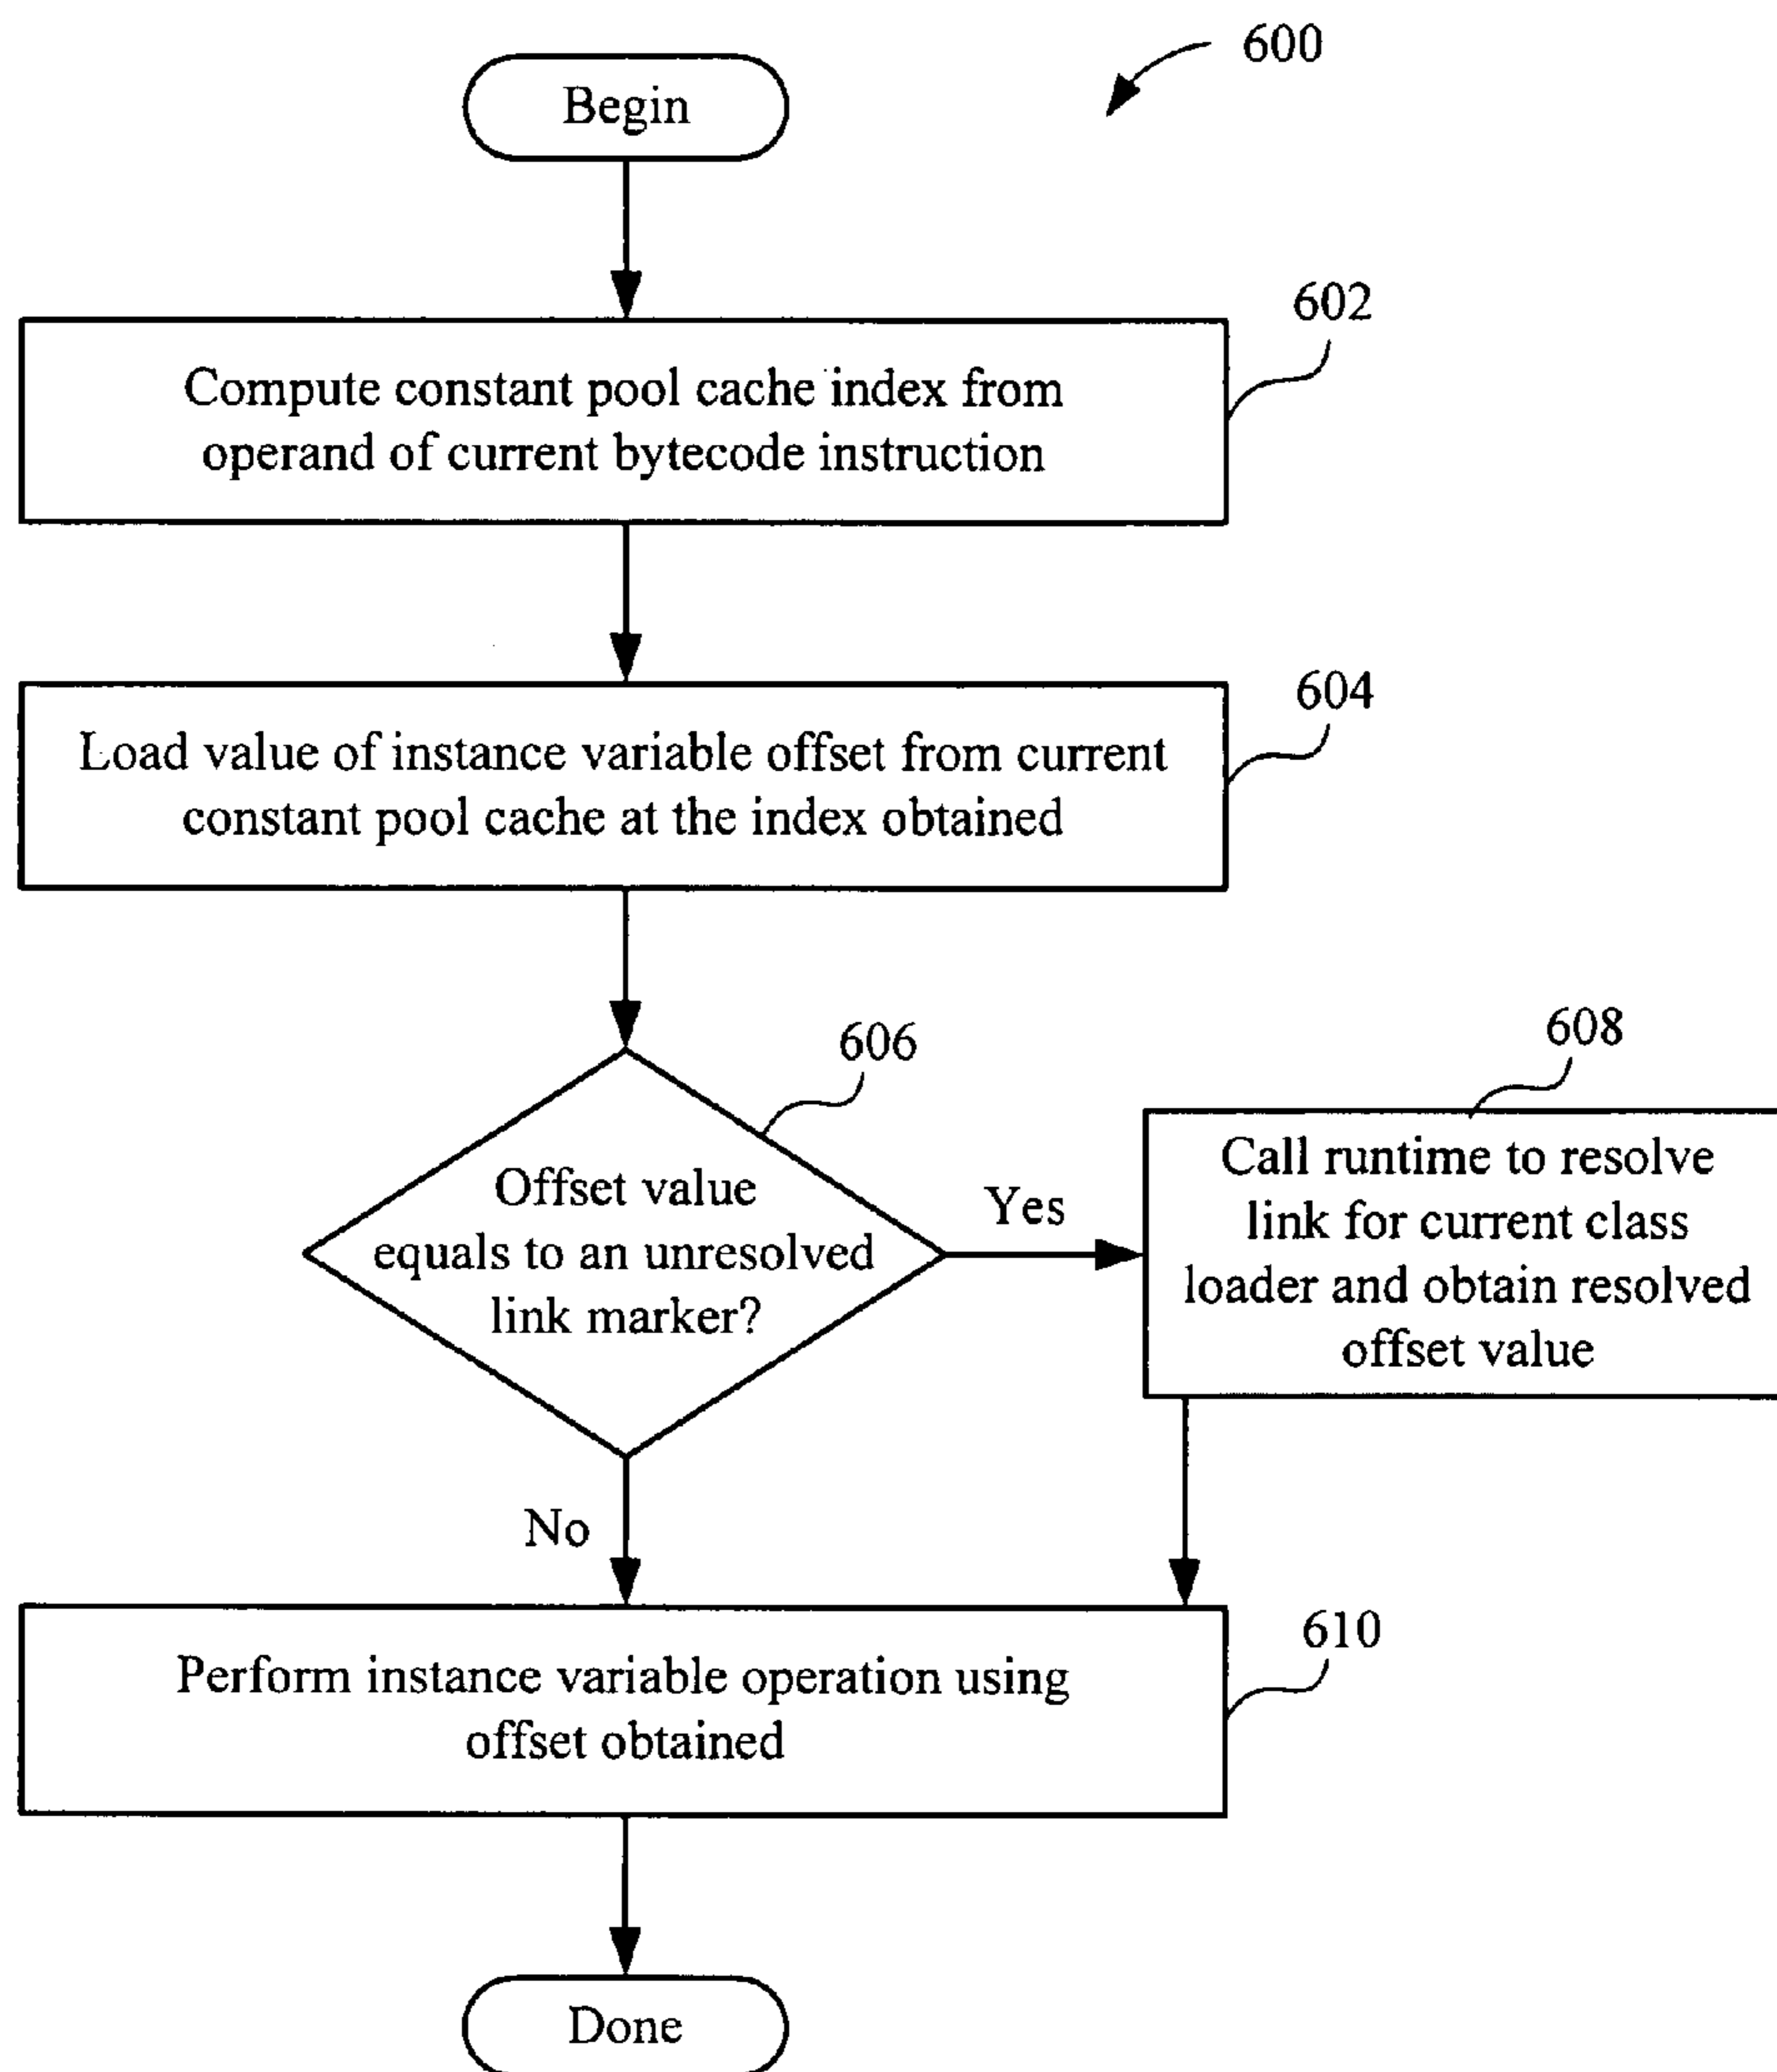 600
Begin
602
Compute constant pool cache index from
operand of current bytecode instruction
604
Load value of instance variable offset from current
constant pool cache at the index obtained
606
Offset value
equals to an unresolved
link marker?
Yes
608
Call runtime to resolve
link for current class
loader and obtain resolved
offset value
No
610
Perform instance variable operation using
offset obtained
Done